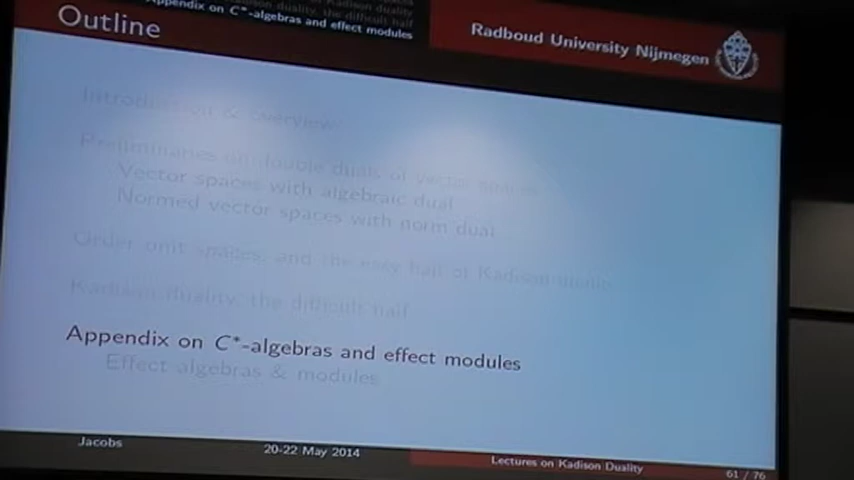 Appendix on C*-algebras and effect modules
Radboud University Nijmegen
Outline
Introduction & overview
Preliminaries on double duals of vector spaces
Vector spaces with algebraic dual
Normed vector spaces with norm dual
Order unit spaces, and the easy half of Kadison duality
Kadison duality, the difficult half
Appendix on C*-algebras and effect modules
Effect algebras & modules
Jacobs
20-22 May 2014
Lectures on Kadison Duality
61 / 76